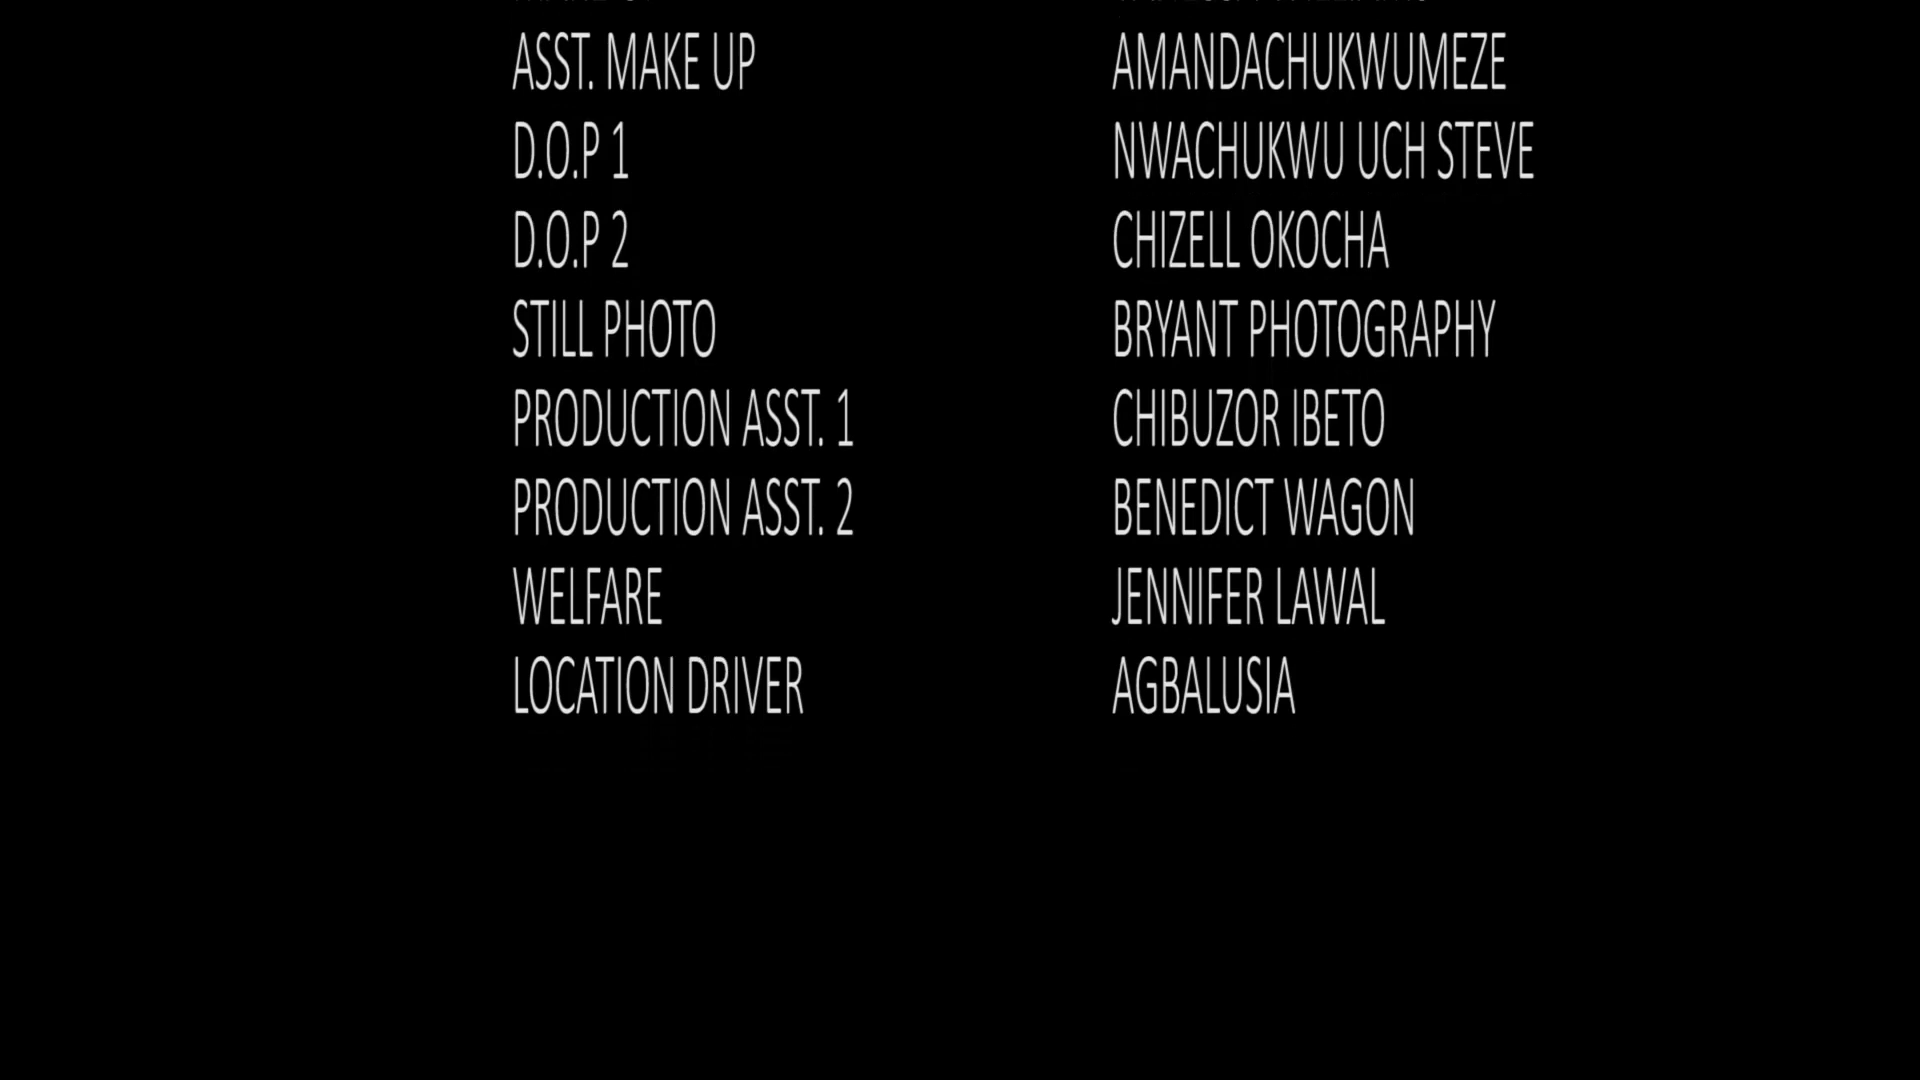 ASST. MAKE UP AMANDACHUKWUMEZE
D.O.P 1 NWACHUKWU UCH STEVE
D.O.P 2 CHIZELL OKOCHA
STILL PHOTO BRYANT PHOTOGRAPHY
PRODUCTION ASST. 1 CHIBUZOR IBETO
PRODUCTION ASST. 2 BENEDICT WAGON
WELFARE JENNIFER LAWAL
LOCATION DRIVER AGBALUSIA